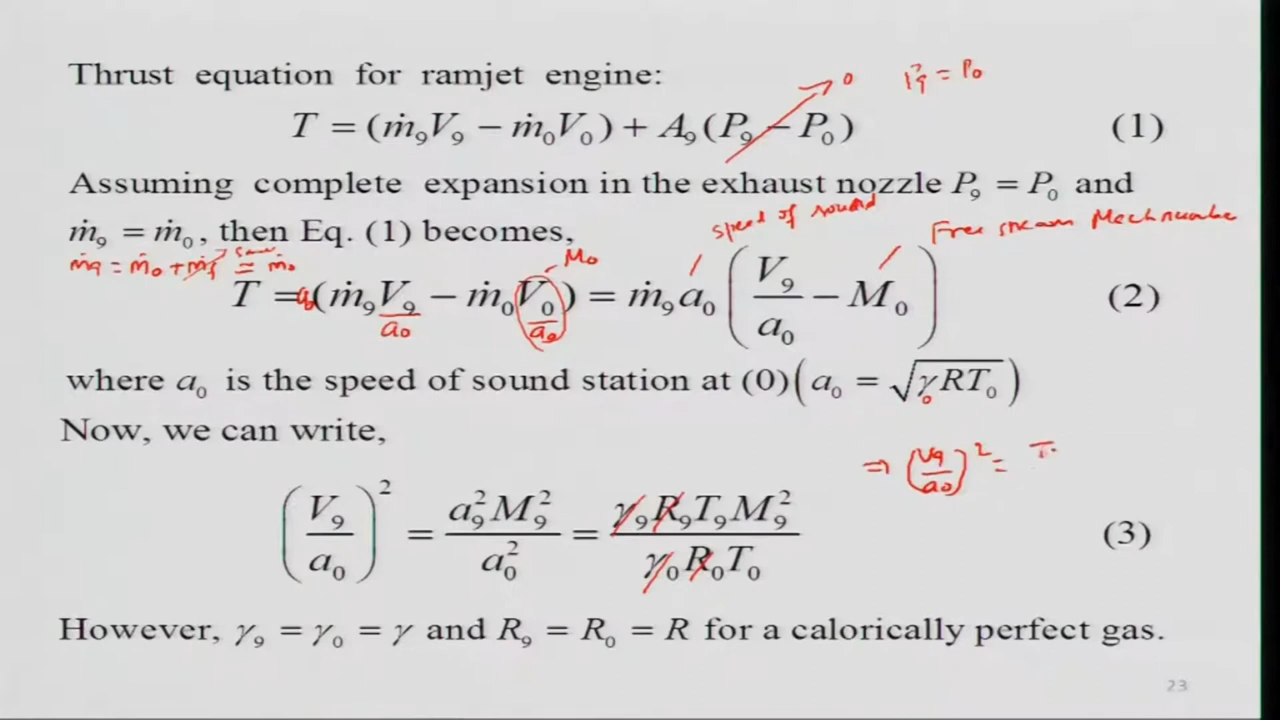 Thrust equation for ramjet engine:
→ 0   P9 = P0
T = (ṁ₉V₉ − ṁ₀V₀) + A₉(P₉ − P₀)   (1)
Assuming complete expansion in the exhaust nozzle P₉ = P₀ and
speed of sound   Free stream
ṁ₉ = ṁ₀, then Eq. (1) becomes,
ṁ9 = ṁ0 + ṁf ≅ ṁ0   M0
T = a0(ṁ₉V₉/a0 − ṁ₀V₀/a0) = ṁ₉a₀(V₉/a₀ − M₀)   (2)
where a₀ is the speed of sound station at (0)(a₀ = √γ₀RT₀)
Now, we can write,
⇒ (V9/a0)² = T
(V₉/a₀)² = a₉²M₉²/a₀² = γ₉R₉T₉M₉²/γ₀R₀T₀   (3)
However, γ₉ = γ₀ = γ and R₉ = R₀ = R for a calorically perfect gas.
23